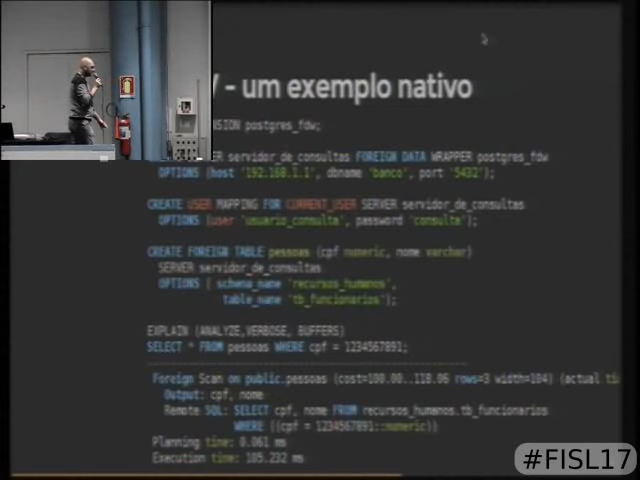 - um exemplo nativo
NSION postgres_fdw;
ER servidor_de_consultas FOREIGN DATA WRAPPER postgres_fdw
OPTIONS (host '192.168.1.1', dbname 'banco', port '5432');
CREATE USER MAPPING FOR CURRENT_USER SERVER servidor_de_consultas
OPTIONS (user 'usuario_consulta', password 'consulta');
CREATE FOREIGN TABLE pessoas (cpf numeric, nome varchar)
SERVER servidor_de_consultas
OPTIONS ( schema_name 'recursos_humanos',
table_name 'tb_funcionarios');
EXPLAIN (ANALYZE,VERBOSE, BUFFERS)
SELECT * FROM pessoas WHERE cpf = 1234567891;
Foreign Scan on public.pessoas (cost=100.00..118.06 rows=3 width=104) (actual
Output: cpf, nome
Remote SQL: SELECT cpf, nome FROM recursos_humanos.tb_funcionarios
WHERE ((cpf = 1234567891::numeric))
Planning time: 0.061 ms
Execution time: 105.232 ms
#FISL17